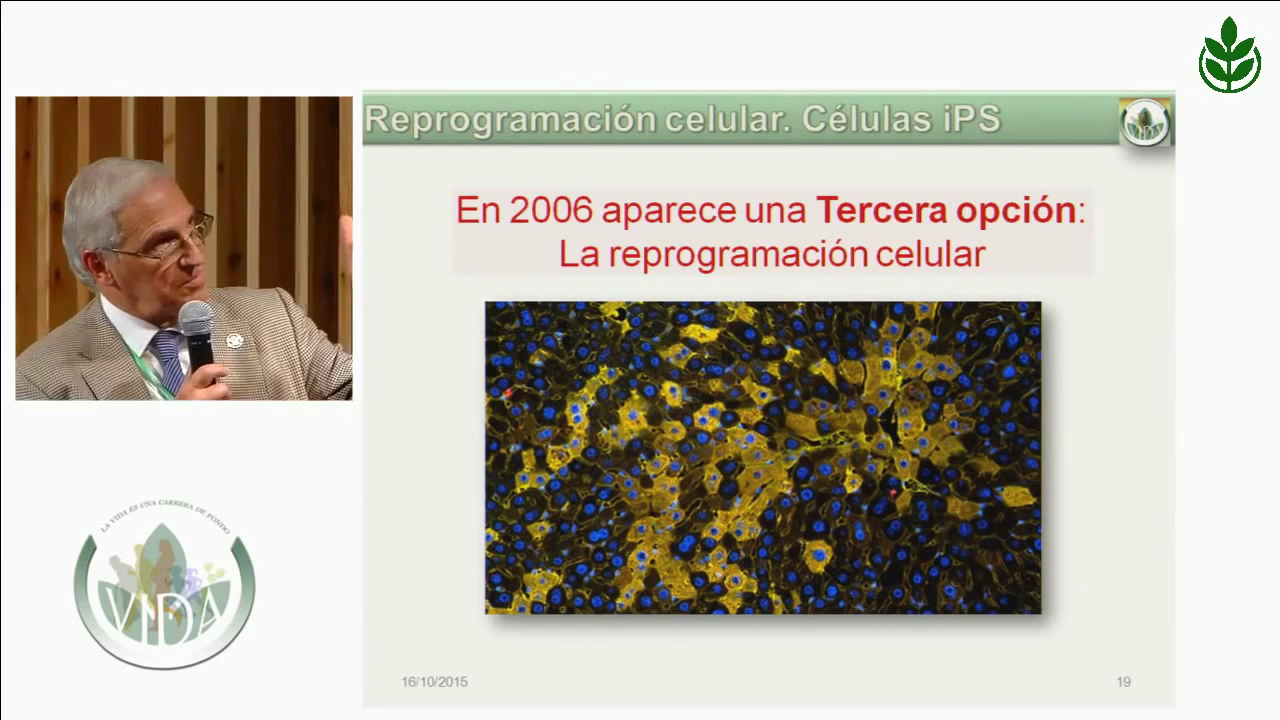 Reprogramación celular. Células iPS
VIDA
En 2006 aparece una Tercera opción:
La reprogramación celular
LA VIDA ES UNA CARRERA DE FONDO
VIDA
16/10/2015
19